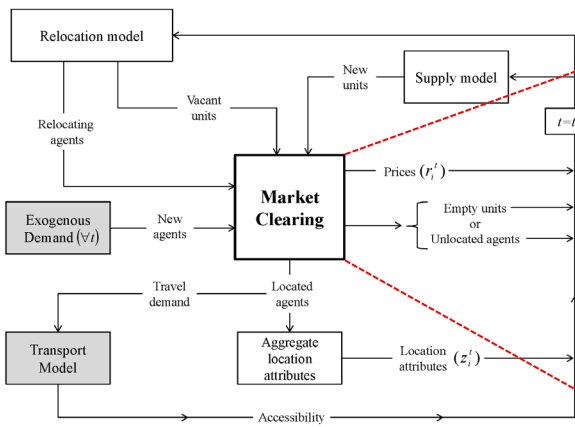 Relocation model
New
units
Supply model
Vacant
units
Relocating
agents
t=t
Market
Clearing
Prices (r_i^t)
Exogenous
Demand (∀t)
New
agents
Empty units
or
Unlocated agents
Travel
demand
Located
agents
Transport
Model
Aggregate
location
attributes
Location
attributes (z_i^t)
Accessibility